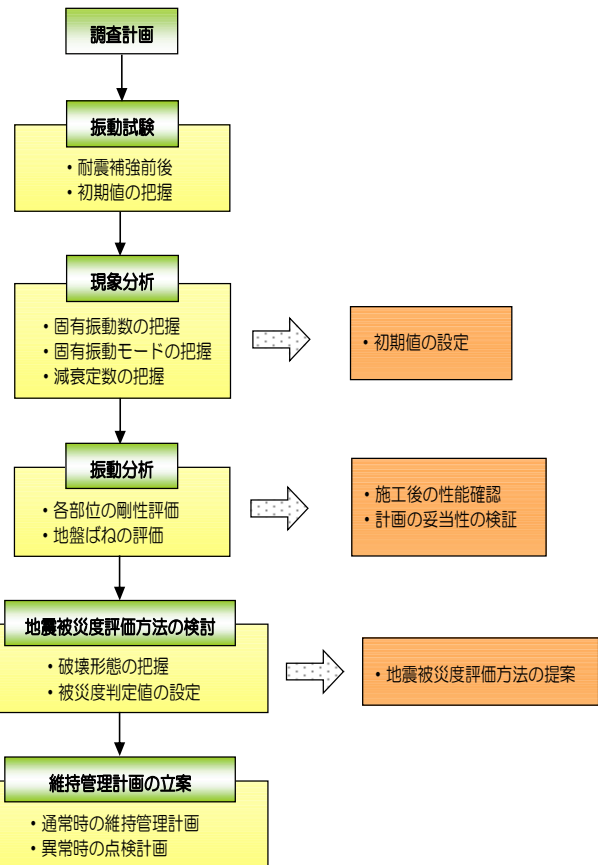 調査計画
振動試験
・耐震補強前後
・初期値の把握
現象分析
・固有振動数の把握
・固有振動モードの把握
・減衰定数の把握
・初期値の設定
振動分析
・各部位の剛性評価
・地盤ばねの評価
・施工後の性能確認
・計画の妥当性の検証
地震被災度評価方法の検討
・破壊形態の把握
・被災度判定値の設定
・地震被災度評価方法の提案
維持管理計画の立案
・通常時の維持管理計画
・異常時の点検計画